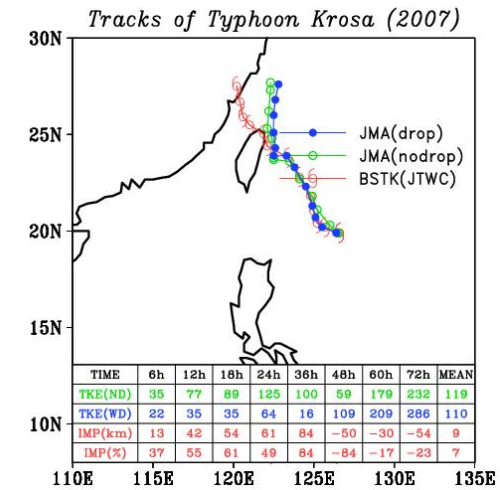 Tracks of Typhoon Krosa (2007)
30N
25N
JMA(drop)
JMA(nodrop)
BSTK(JTWC)
20N
15N
TIME 6h 12h 18h 24h 36h 48h 60h 72h MEAN
TKE(ND) 35 77 89 125 100 59 179 232 119
TKE(WD) 22 35 35 64 16 109 209 286 110
10N
IMP(km) 13 42 54 61 84 -50 -30 -54 9
IMP(%) 37 55 61 49 84 -84 -17 -23 7
110E 115E 120E 125E 130E 135E